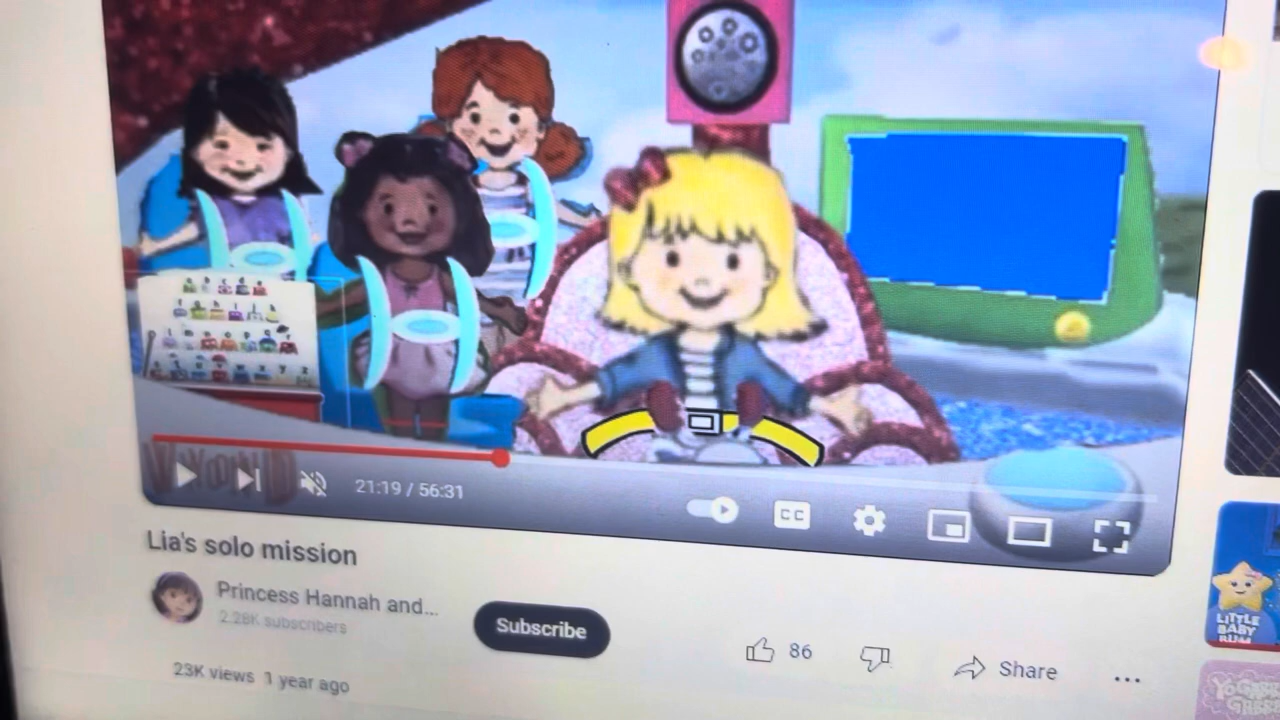 21:19 / 56:31
CC
Lia's solo mission
Princess Hannah and...
2.28K subscribers
Subscribe
86
Share
23K views 1 year ago
LITTLE
BABY
BUM